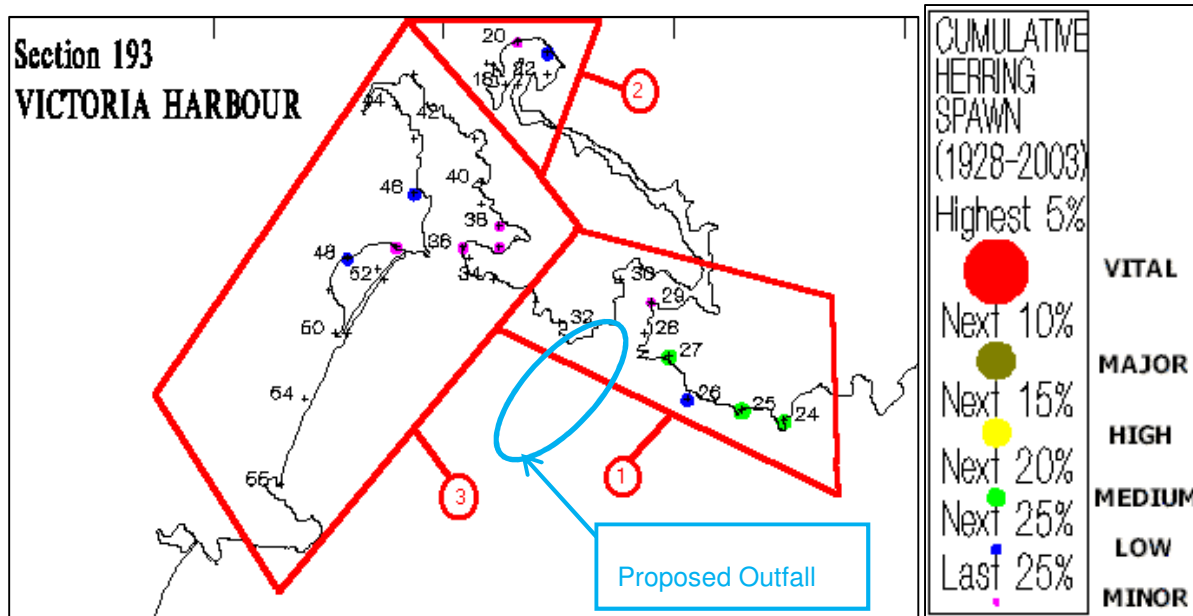 Section 193
VICTORIA HARBOUR
20
18
22
2
44
42
40
46
38
36
48
52
34
30
29
32
28
50
27
54
26
25
24
55
3
1
Proposed Outfall
CUMULATIVE
HERRING
SPAWN
(1928-2003)
Highest 5%
VITAL
Next 10%
MAJOR
Next 15%
HIGH
Next 20%
MEDIUM
Next 25%
LOW
Last 25%
MINOR